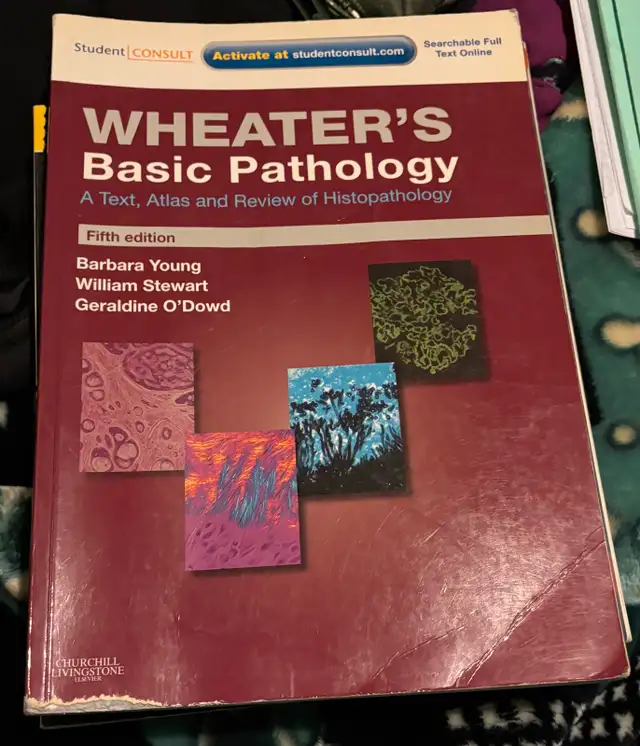 Student CONSULT
Activate at studentconsult.com
Searchable Full
Text Online
WHEATER'S
Basic Pathology
A Text, Atlas and Review of Histopathology
Fifth edition
Barbara Young
William Stewart
Geraldine O'Dowd
CHURCHILL
LIVINGSTONE
ELSEVIER